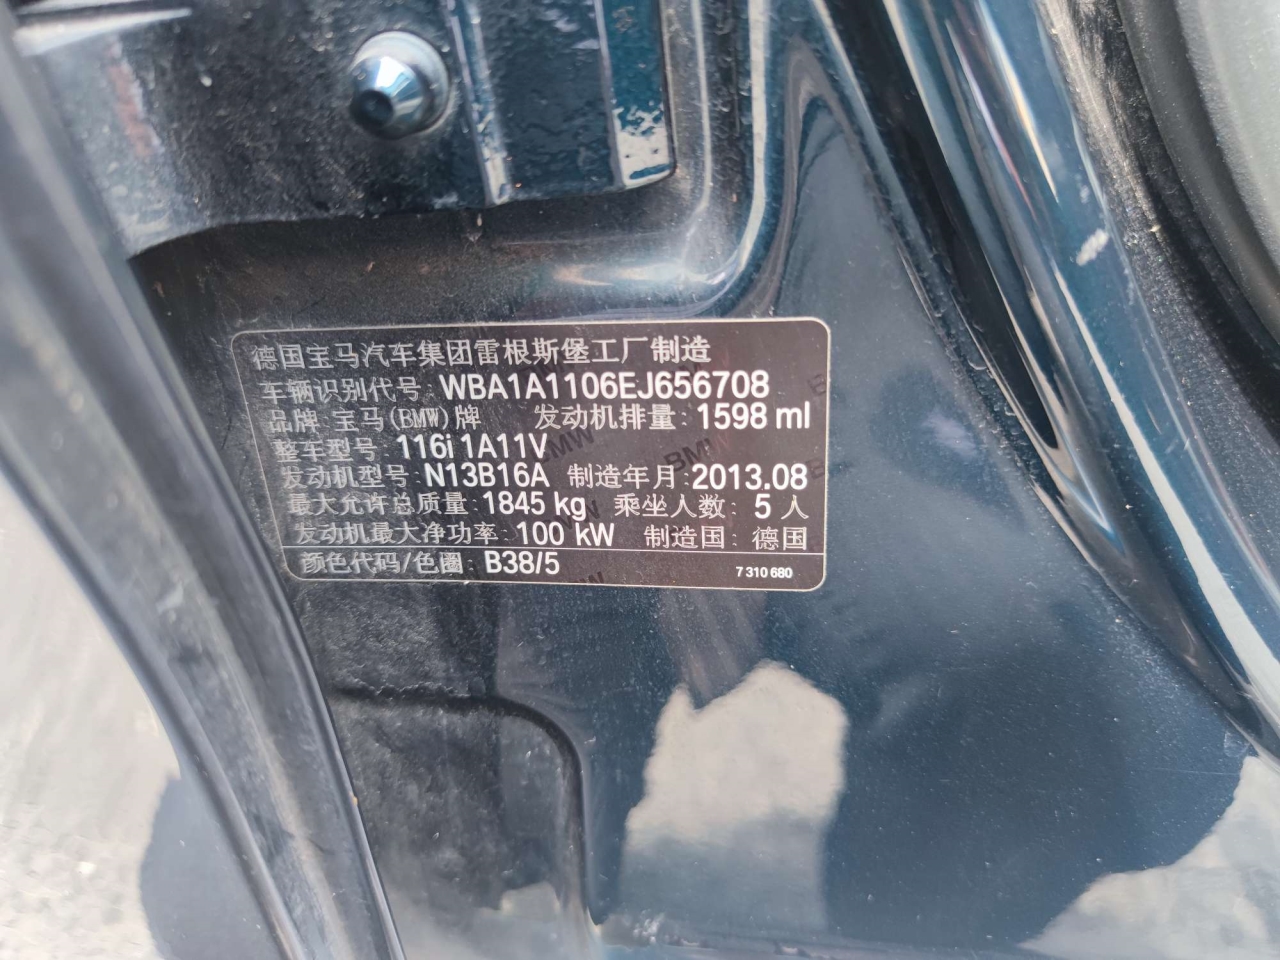 德国宝马汽车集团雷根斯堡工厂制造
车辆识别代号: WBA1A1106EJ656708
品牌: 宝马(BMW)牌 发动机排量: 1598 ml
整车型号: 116i 1A11V
发动机型号: N13B16A 制造年月: 2013.08
最大允许总质量: 1845 kg 乘坐人数: 5 人
发动机最大净功率: 100 kW 制造国: 德国
颜色代码/色圈: B38/5 7 310 680